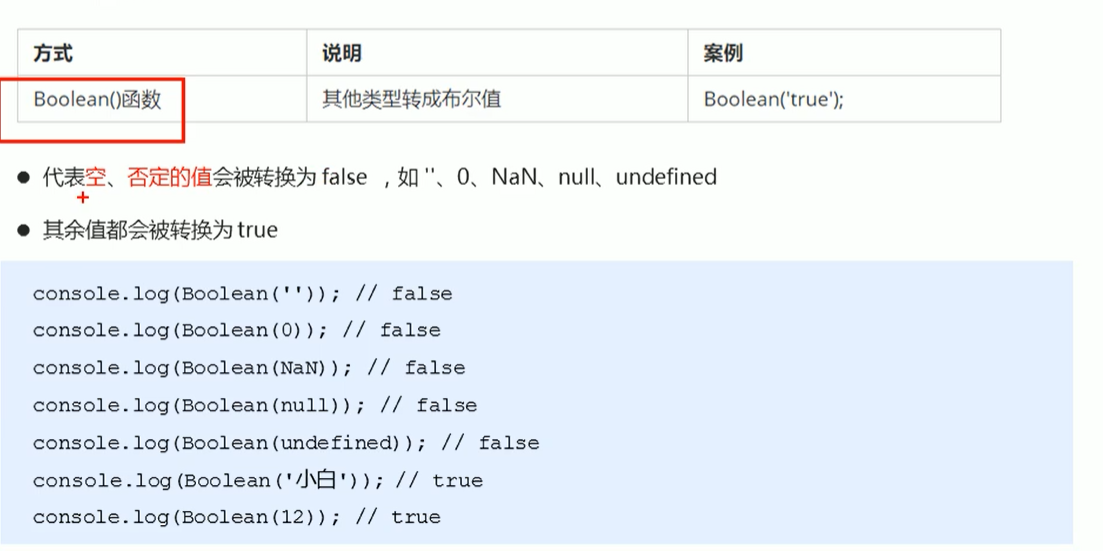 方式 说明 案例
Boolean()函数 其他类型转成布尔值 Boolean('true');
● 代表空、否定的值会被转换为 false ，如 ''、0、NaN、null、undefined
● 其余值都会被转换为 true
console.log(Boolean('')); // false
console.log(Boolean(0)); // false
console.log(Boolean(NaN)); // false
console.log(Boolean(null)); // false
console.log(Boolean(undefined)); // false
console.log(Boolean('小白')); // true
console.log(Boolean(12)); // true